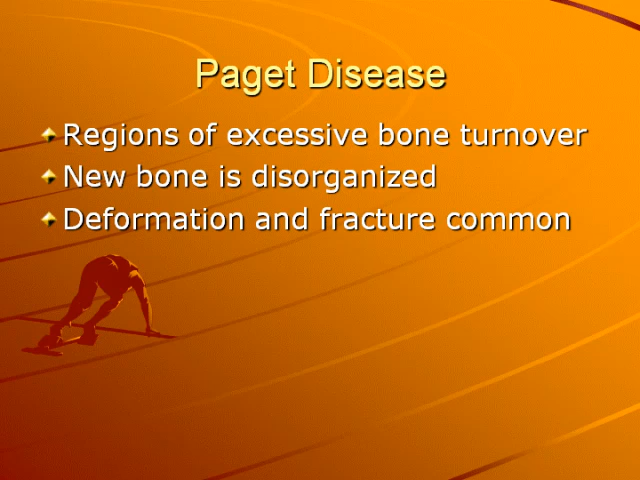 Paget Disease
Regions of excessive bone turnover
New bone is disorganized
Deformation and fracture common